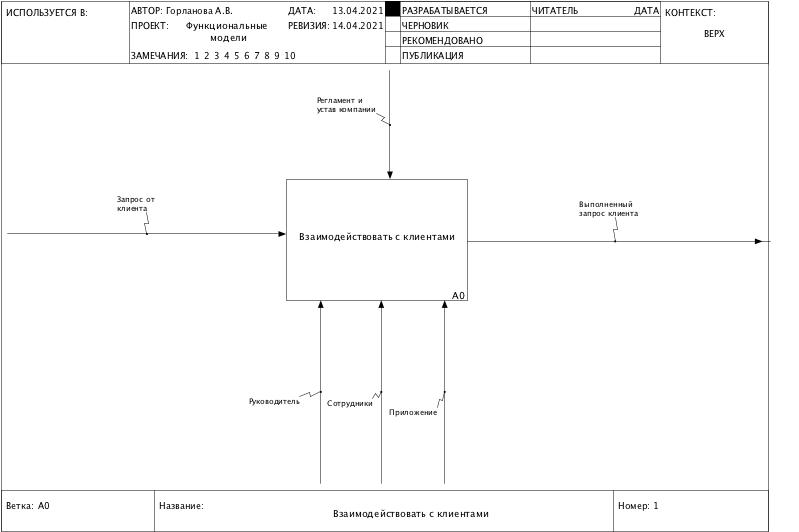 ИСПОЛЬЗУЕТСЯ В:
АВТОР: Горланова А.В.
ДАТА: 13.04.2021
ПРОЕКТ: Функциональные
модели
РЕВИЗИЯ: 14.04.2021
ЗАМЕЧАНИЯ: 1 2 3 4 5 6 7 8 9 10
РАЗРАБАТЫВАЕТСЯ
ЧЕРНОВИК
РЕКОМЕНДОВАНО
ПУБЛИКАЦИЯ
ЧИТАТЕЛЬ
ДАТА
КОНТЕКСТ:
ВЕРХ
Регламент и
устав компании
Запрос от
клиента
Выполненный
запрос клиента
Взаимодействовать с клиентами
A0
Руководитель
Сотрудники
Приложение
Ветка: A0
Название:
Взаимодействовать с клиентами
Номер: 1